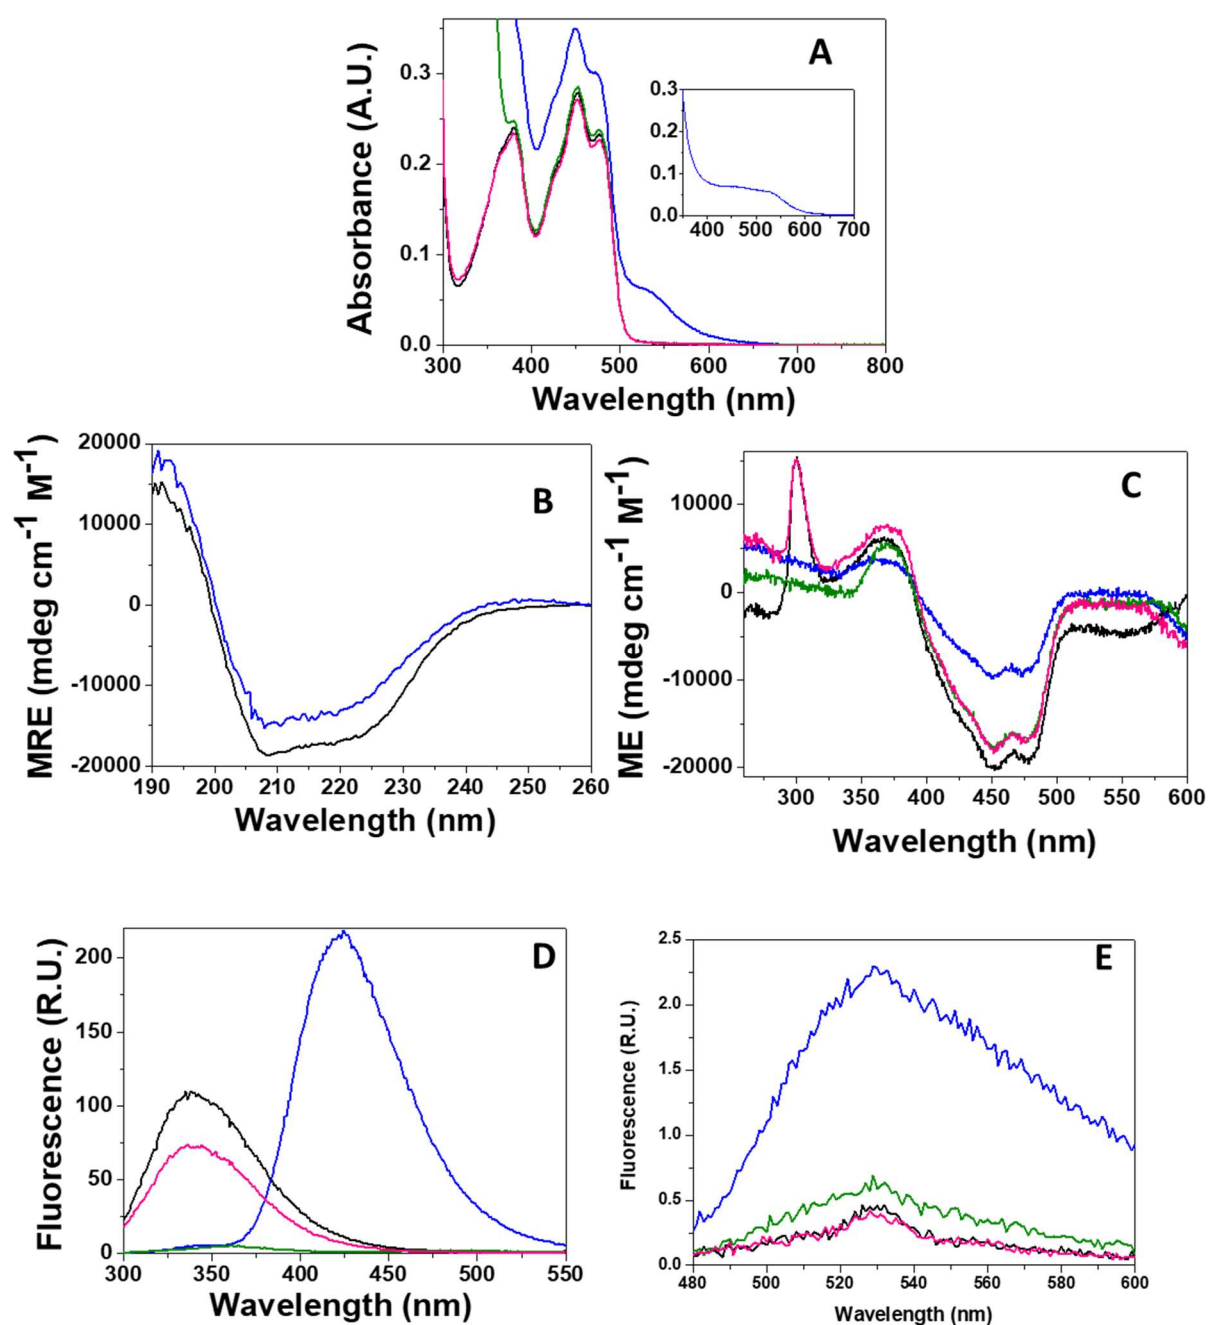 A
Absorbance (A.U.)
0.3
0.2
0.1
0.0
0.3
0.2
0.1
0.0
400 500 600 700
300 400 500 600 700 800
Wavelength (nm)
B
MRE (mdeg cm-1 M-1)
20000
10000
0
-10000
-20000
190 200 210 220 230 240 250 260
Wavelength (nm)
C
ME (mdeg cm-1 M-1)
10000
0
-10000
-20000
300 350 400 450 500 550 600
Wavelength (nm)
D
Fluorescence (R.U.)
200
150
100
50
0
300 350 400 450 500 550
Wavelength (nm)
E
Fluorescence (R.U.)
2.5
2.0
1.5
1.0
0.5
0.0
480 500 520 540 560 580 600
Wavelength (nm)